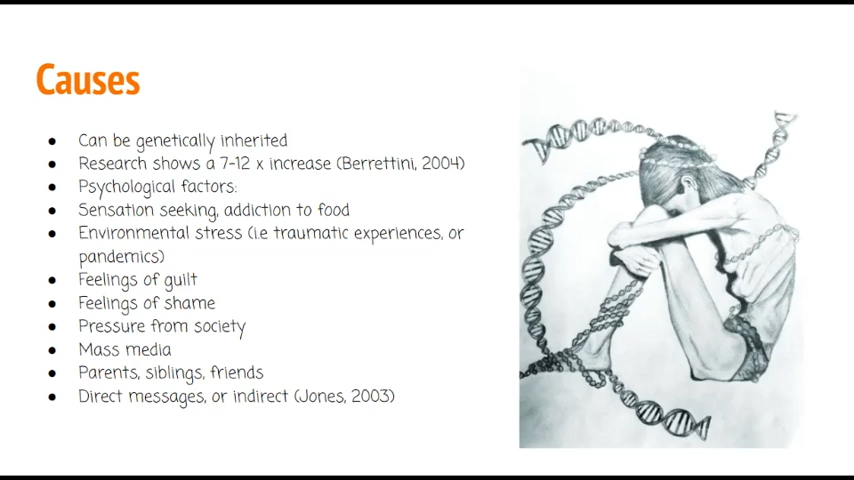 Causes
Can be genetically inherited
Research shows a 7-12 x increase (Berrettini, 2004)
Psychological factors:
Sensation seeking, addiction to food
Environmental stress (i.e traumatic experiences, or
pandemics)
Feelings of guilt
Feelings of shame
Pressure from society
Mass media
Parents, siblings, friends
Direct messages, or indirect (Jones, 2003)